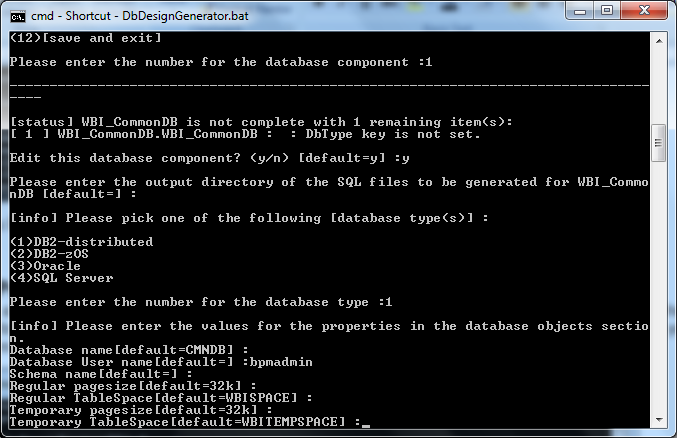 cmd - Shortcut - DbDesignGenerator.bat
(12)[save and exit]
Please enter the number for the database component :1
--------------------------------------------------------------------------------
----
[status] WBI_CommonDB is not complete with 1 remaining item(s):
[ 1 ] WBI_CommonDB.WBI_CommonDB :  : DbType key is not set.
Edit this database component? (y/n) [default=y] :y
Please enter the output directory of the SQL files to be generated for WBI_Commo
nDB [default=] :
[info] Please pick one of the following [database type(s)] :
(1)DB2-distributed
(2)DB2-zOS
(3)Oracle
(4)SQL Server
Please enter the number for the database type :1
[info] Please enter the values for the properties in the database objects sectio
n.
Database name[default=CMNDB] :
Database User name[default=] :bpmadmin
Schema name[default=] :
Regular pagesize[default=32k] :
Regular TableSpace[default=WBISPACE] :
Temporary pagesize[default=32k] :
Temporary TableSpace[default=WBITEMPSPACE] :_